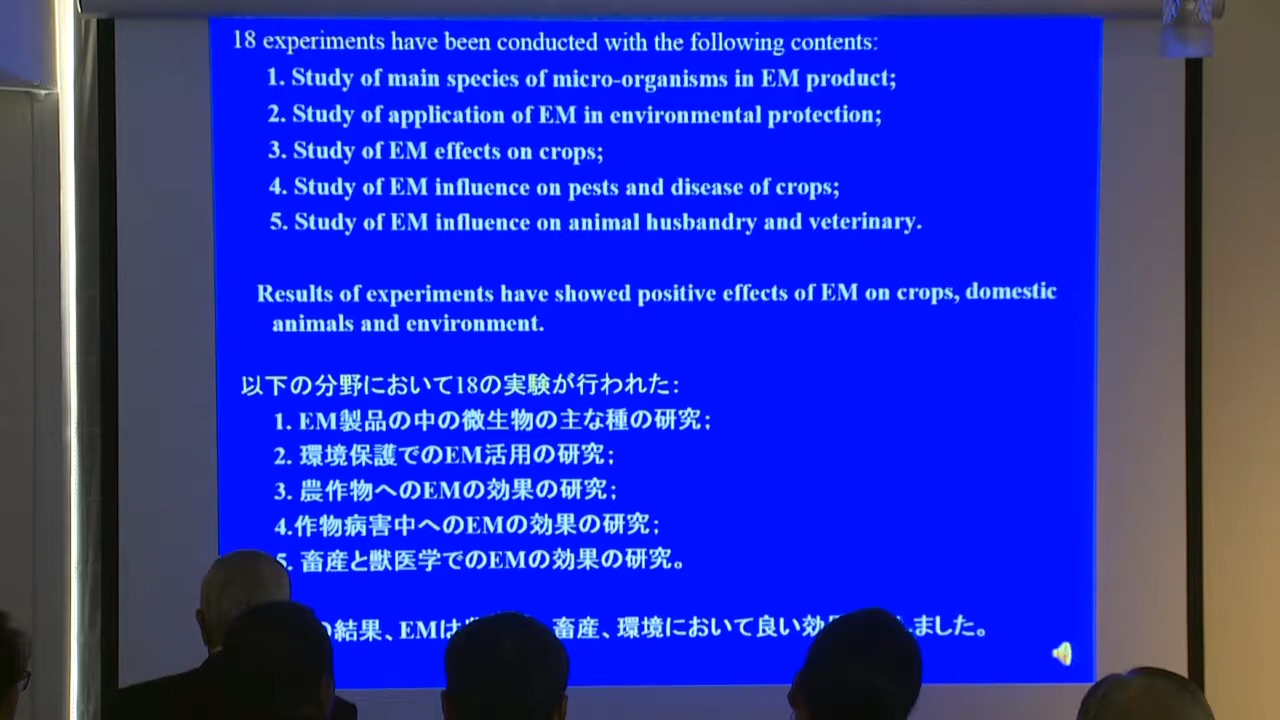 18 experiments have been conducted with the following contents:
1. Study of main species of micro-organisms in EM product;
2. Study of application of EM in environmental protection;
3. Study of EM effects on crops;
4. Study of EM influence on pests and disease of crops;
5. Study of EM influence on animal husbandry and veterinary.
Results of experiments have showed positive effects of EM on crops, domestic
animals and environment.
以下の分野において18の実験が行われた:
1. EM製品の中の微生物の主な種の研究;
2. 環境保護でのEM活用の研究;
3. 農作物へのEMの効果の研究;
4.作物病害中へのEMの効果の研究;
5. 畜産と獣医学でのEMの効果の研究。
の結果、EMは 、畜産、環境において良い効 しました。